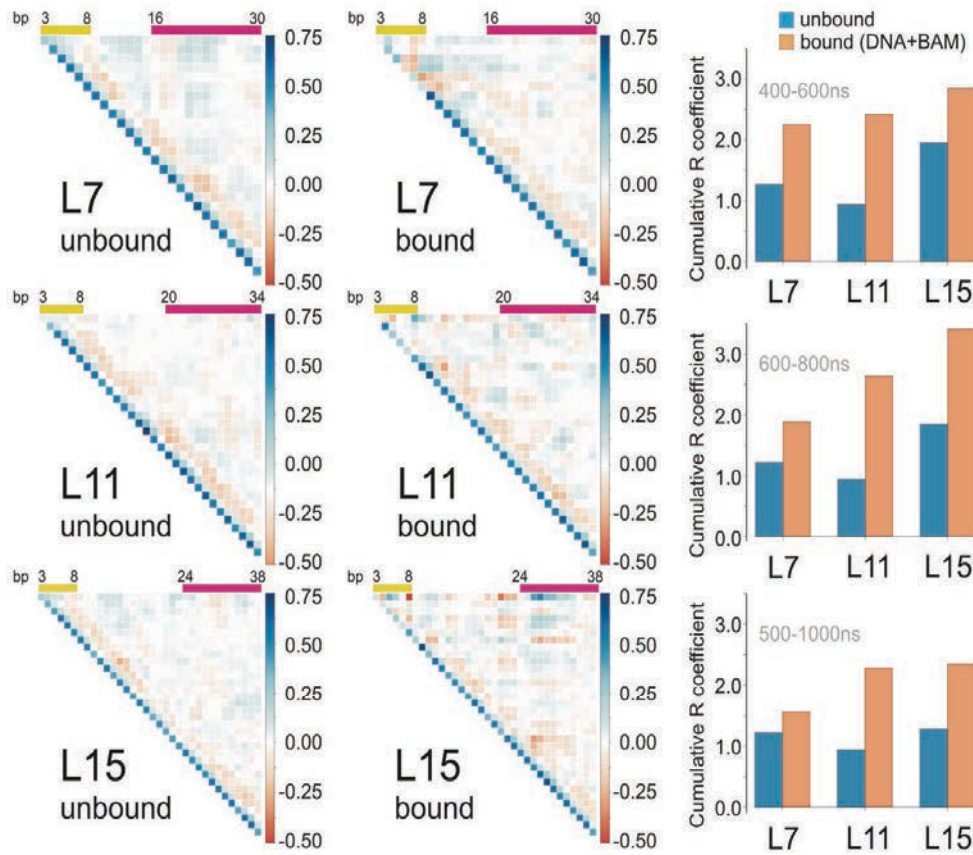 bp 3 8 16 30
0.75
0.50
0.25
0.00
-0.25
-0.50
L7
unbound
bp 3 8 16 30
0.75
0.50
0.25
0.00
-0.25
-0.50
L7
bound
unbound
bound (DNA+BAM)
400-600ns
Cumulative R coefficient
3.0
2.0
1.0
0.0
L7 L11 L15
bp 3 8 20 34
0.75
0.50
0.25
0.00
-0.25
-0.50
L11
unbound
bp 3 8 20 34
0.75
0.50
0.25
0.00
-0.25
-0.50
L11
bound
600-800ns
Cumulative R coefficient
3.0
2.0
1.0
0.0
L7 L11 L15
bp 3 8 24 38
0.75
0.50
0.25
0.00
-0.25
-0.50
L15
unbound
bp 3 8 24 38
0.75
0.50
0.25
0.00
-0.25
-0.50
L15
bound
500-1000ns
Cumulative R coefficient
3.0
2.0
1.0
0.0
L7 L11 L15